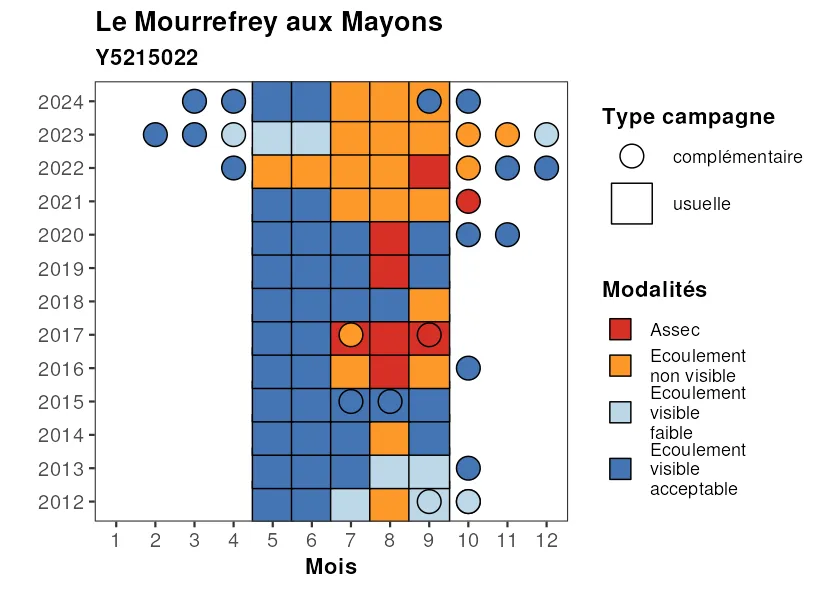 Le Mourrefrey aux Mayons
Y5215022
2024
2023
2022
2021
2020
2019
2018
2017
2016
2015
2014
2013
2012
1 2 3 4 5 6 7 8 9 10 11 12
Mois
Type campagne
complémentaire
usuelle
Modalités
Assec
Ecoulement
non visible
Ecoulement
visible
faible
Ecoulement
visible
acceptable